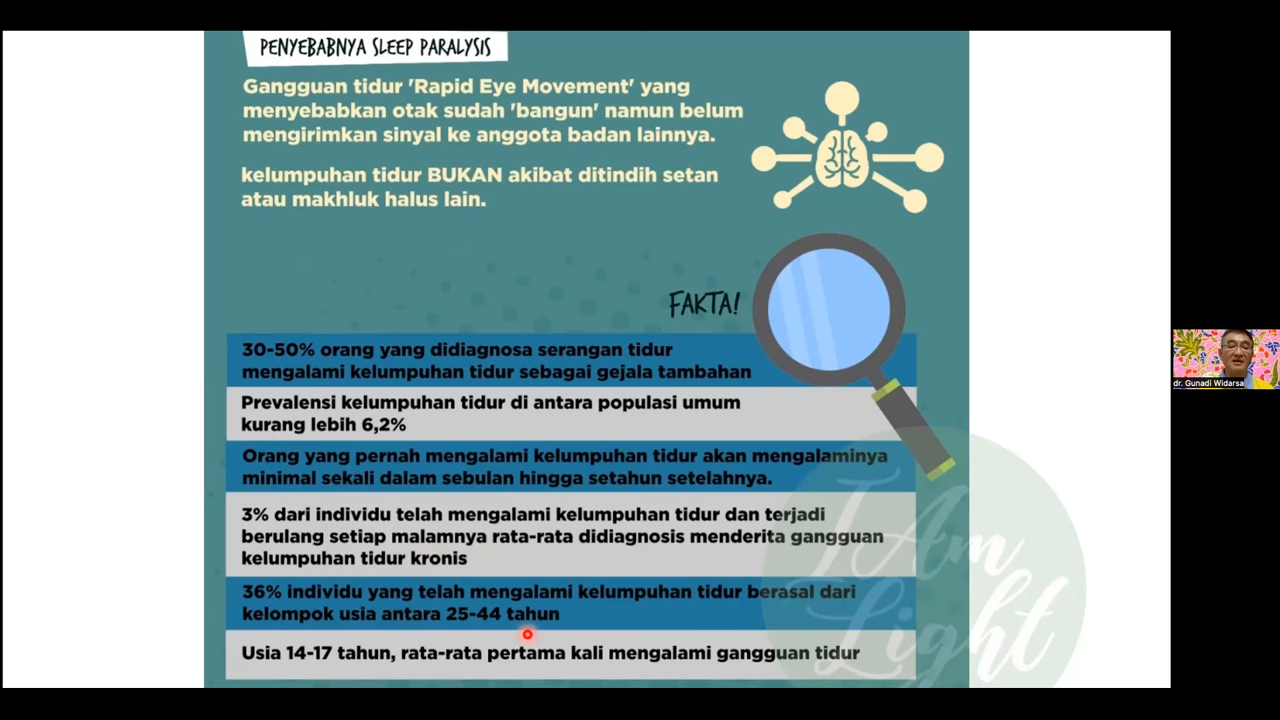 PENYEBABNYA SLEEP PARALYSIS
Gangguan tidur 'Rapid Eye Movement' yang
menyebabkan otak sudah 'bangun' namun belum
mengirimkan sinyal ke anggota badan lainnya.
kelumpuhan tidur BUKAN akibat ditindih setan
atau makhluk halus lain.
FAKTA!
30-50% orang yang didiagnosa serangan tidur
mengalami kelumpuhan tidur sebagai gejala tambahan
Prevalensi kelumpuhan tidur di antara populasi umum
kurang lebih 6,2%
Orang yang pernah mengalami kelumpuhan tidur akan mengalaminya
minimal sekali dalam sebulan hingga setahun setelahnya.
3% dari individu telah mengalami kelumpuhan tidur dan terjadi
berulang setiap malamnya rata-rata didiagnosis menderita gangguan
kelumpuhan tidur kronis
36% individu yang telah mengalami kelumpuhan tidur berasal dari
kelompok usia antara 25-44 tahun
Usia 14-17 tahun, rata-rata pertama kali mengalami gangguan tidur
I Am
Light
dr. Gunadi Widarsa